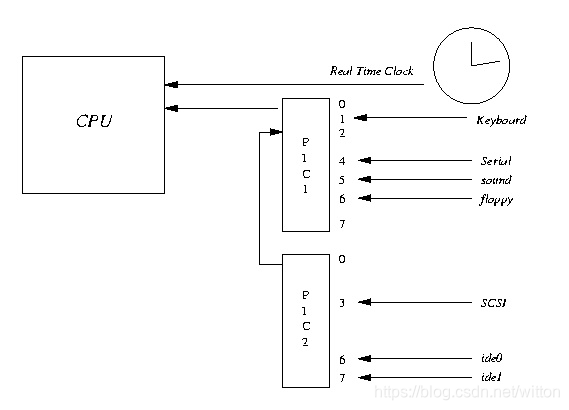 Real Time Clock
CPU
0
1
Keyboard
2
P
I
C
1
4
Serial
5
sound
6
floppy
7
0
P
I
C
2
3
SCSI
6
ide0
7
ide1
https://blog.csdn.net/witton